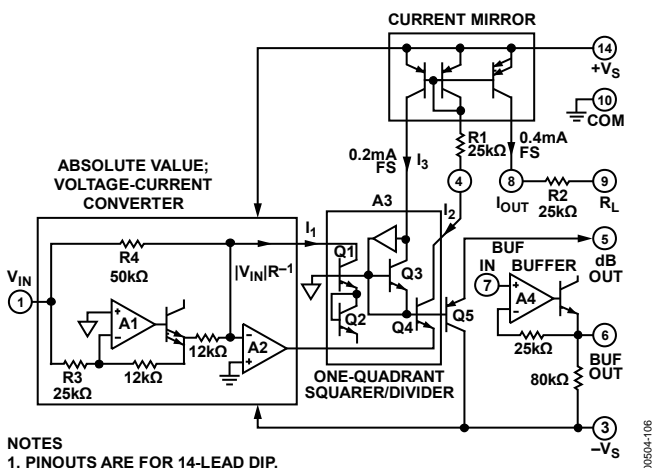 CURRENT MIRROR
14
+VS
10
COM
R1
25kΩ
0.2mA
FS
I3
0.4mA
FS
4
8
9
IOUT
R2
25kΩ
RL
ABSOLUTE VALUE;
VOLTAGE-CURRENT
CONVERTER
A3
I2
I1
R4
50kΩ
|VIN|R–1
Q1
Q3
Q2
Q4
Q5
VIN
1
A1
12kΩ
A2
R3
25kΩ
12kΩ
BUF
IN
7
BUFFER
A4
5
dB
OUT
25kΩ
6
BUF
OUT
80kΩ
ONE-QUADRANT
SQUARER/DIVIDER
3
–VS
NOTES
1. PINOUTS ARE FOR 14-LEAD DIP.
00504-106